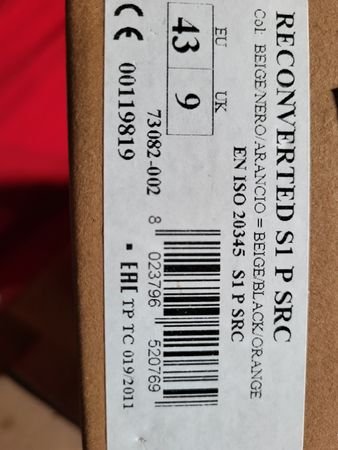 RECONVERTED S1 P SRC
Col: BEIGE/NERO/ARANCIO = BEIGE/BLACK/ORANGE
EN ISO 20345 S1 P SRC
EU UK
43 9
73082-002
8 023796 520769
CE 00119819
▪ EAC TP TC 019/2011